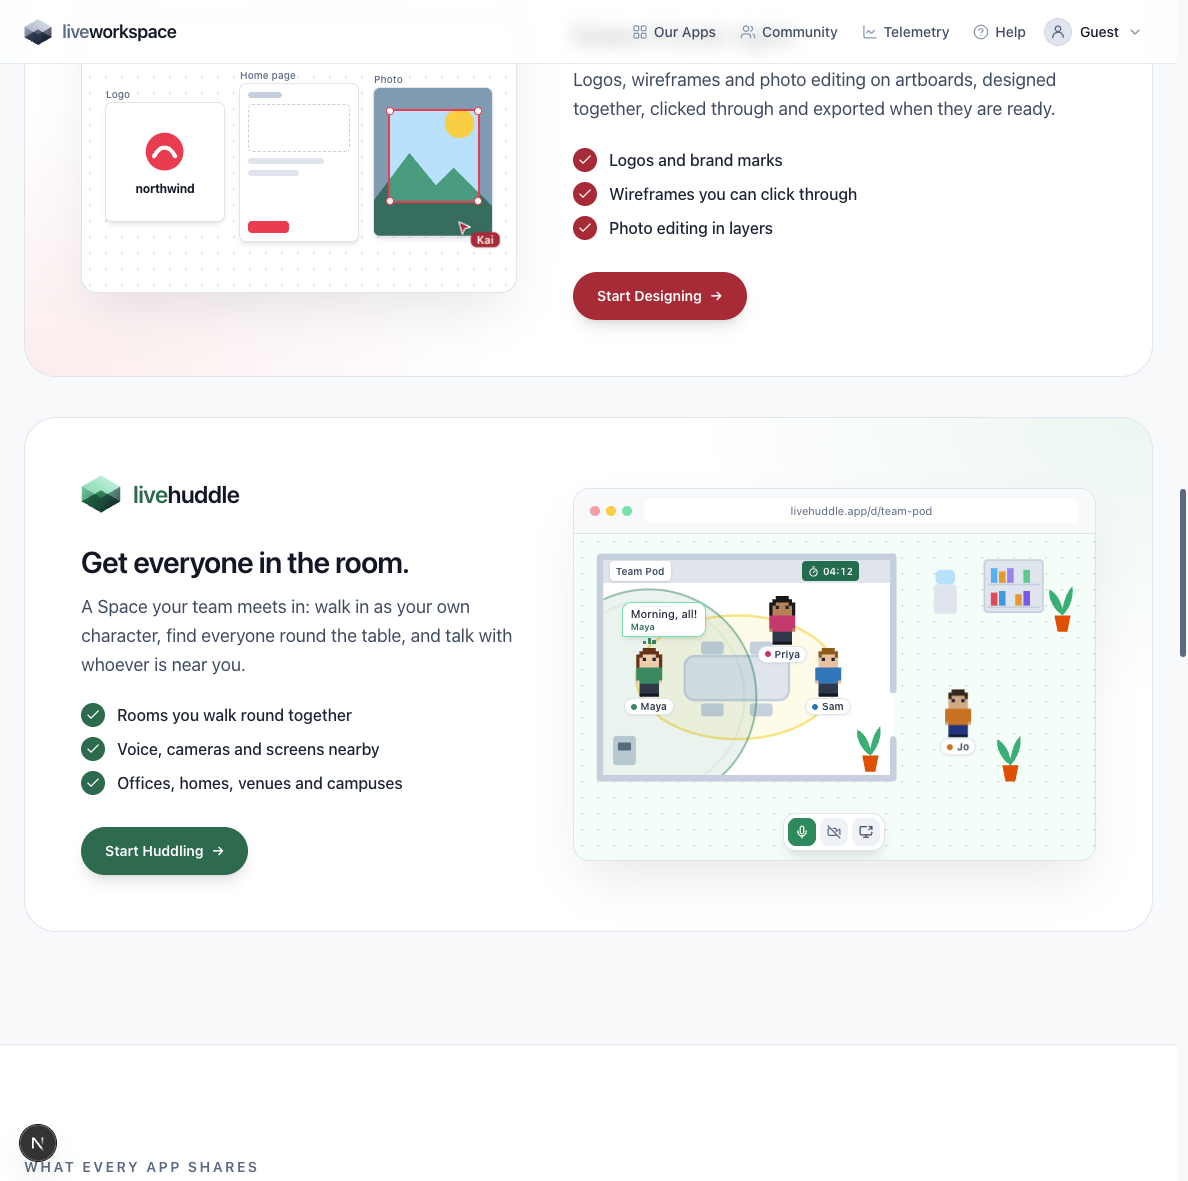 liveworkspace
Our Apps
Community
Telemetry
Help
Guest
Logo
Home page
Photo
northwind
Kai
Logos, wireframes and photo editing on artboards, designed
together, clicked through and exported when they are ready.
Logos and brand marks
Wireframes you can click through
Photo editing in layers
Start Designing →
livehuddle
Get everyone in the room.
A Space your team meets in: walk in as your own
character, find everyone round the table, and talk with
whoever is near you.
Rooms you walk round together
Voice, cameras and screens nearby
Offices, homes, venues and campuses
Start Huddling →
livehuddle.app/d/team-pod
Team Pod
04:12
Morning, all!
Maya
Priya
Maya
Sam
Jo
N
WHAT EVERY APP SHARES